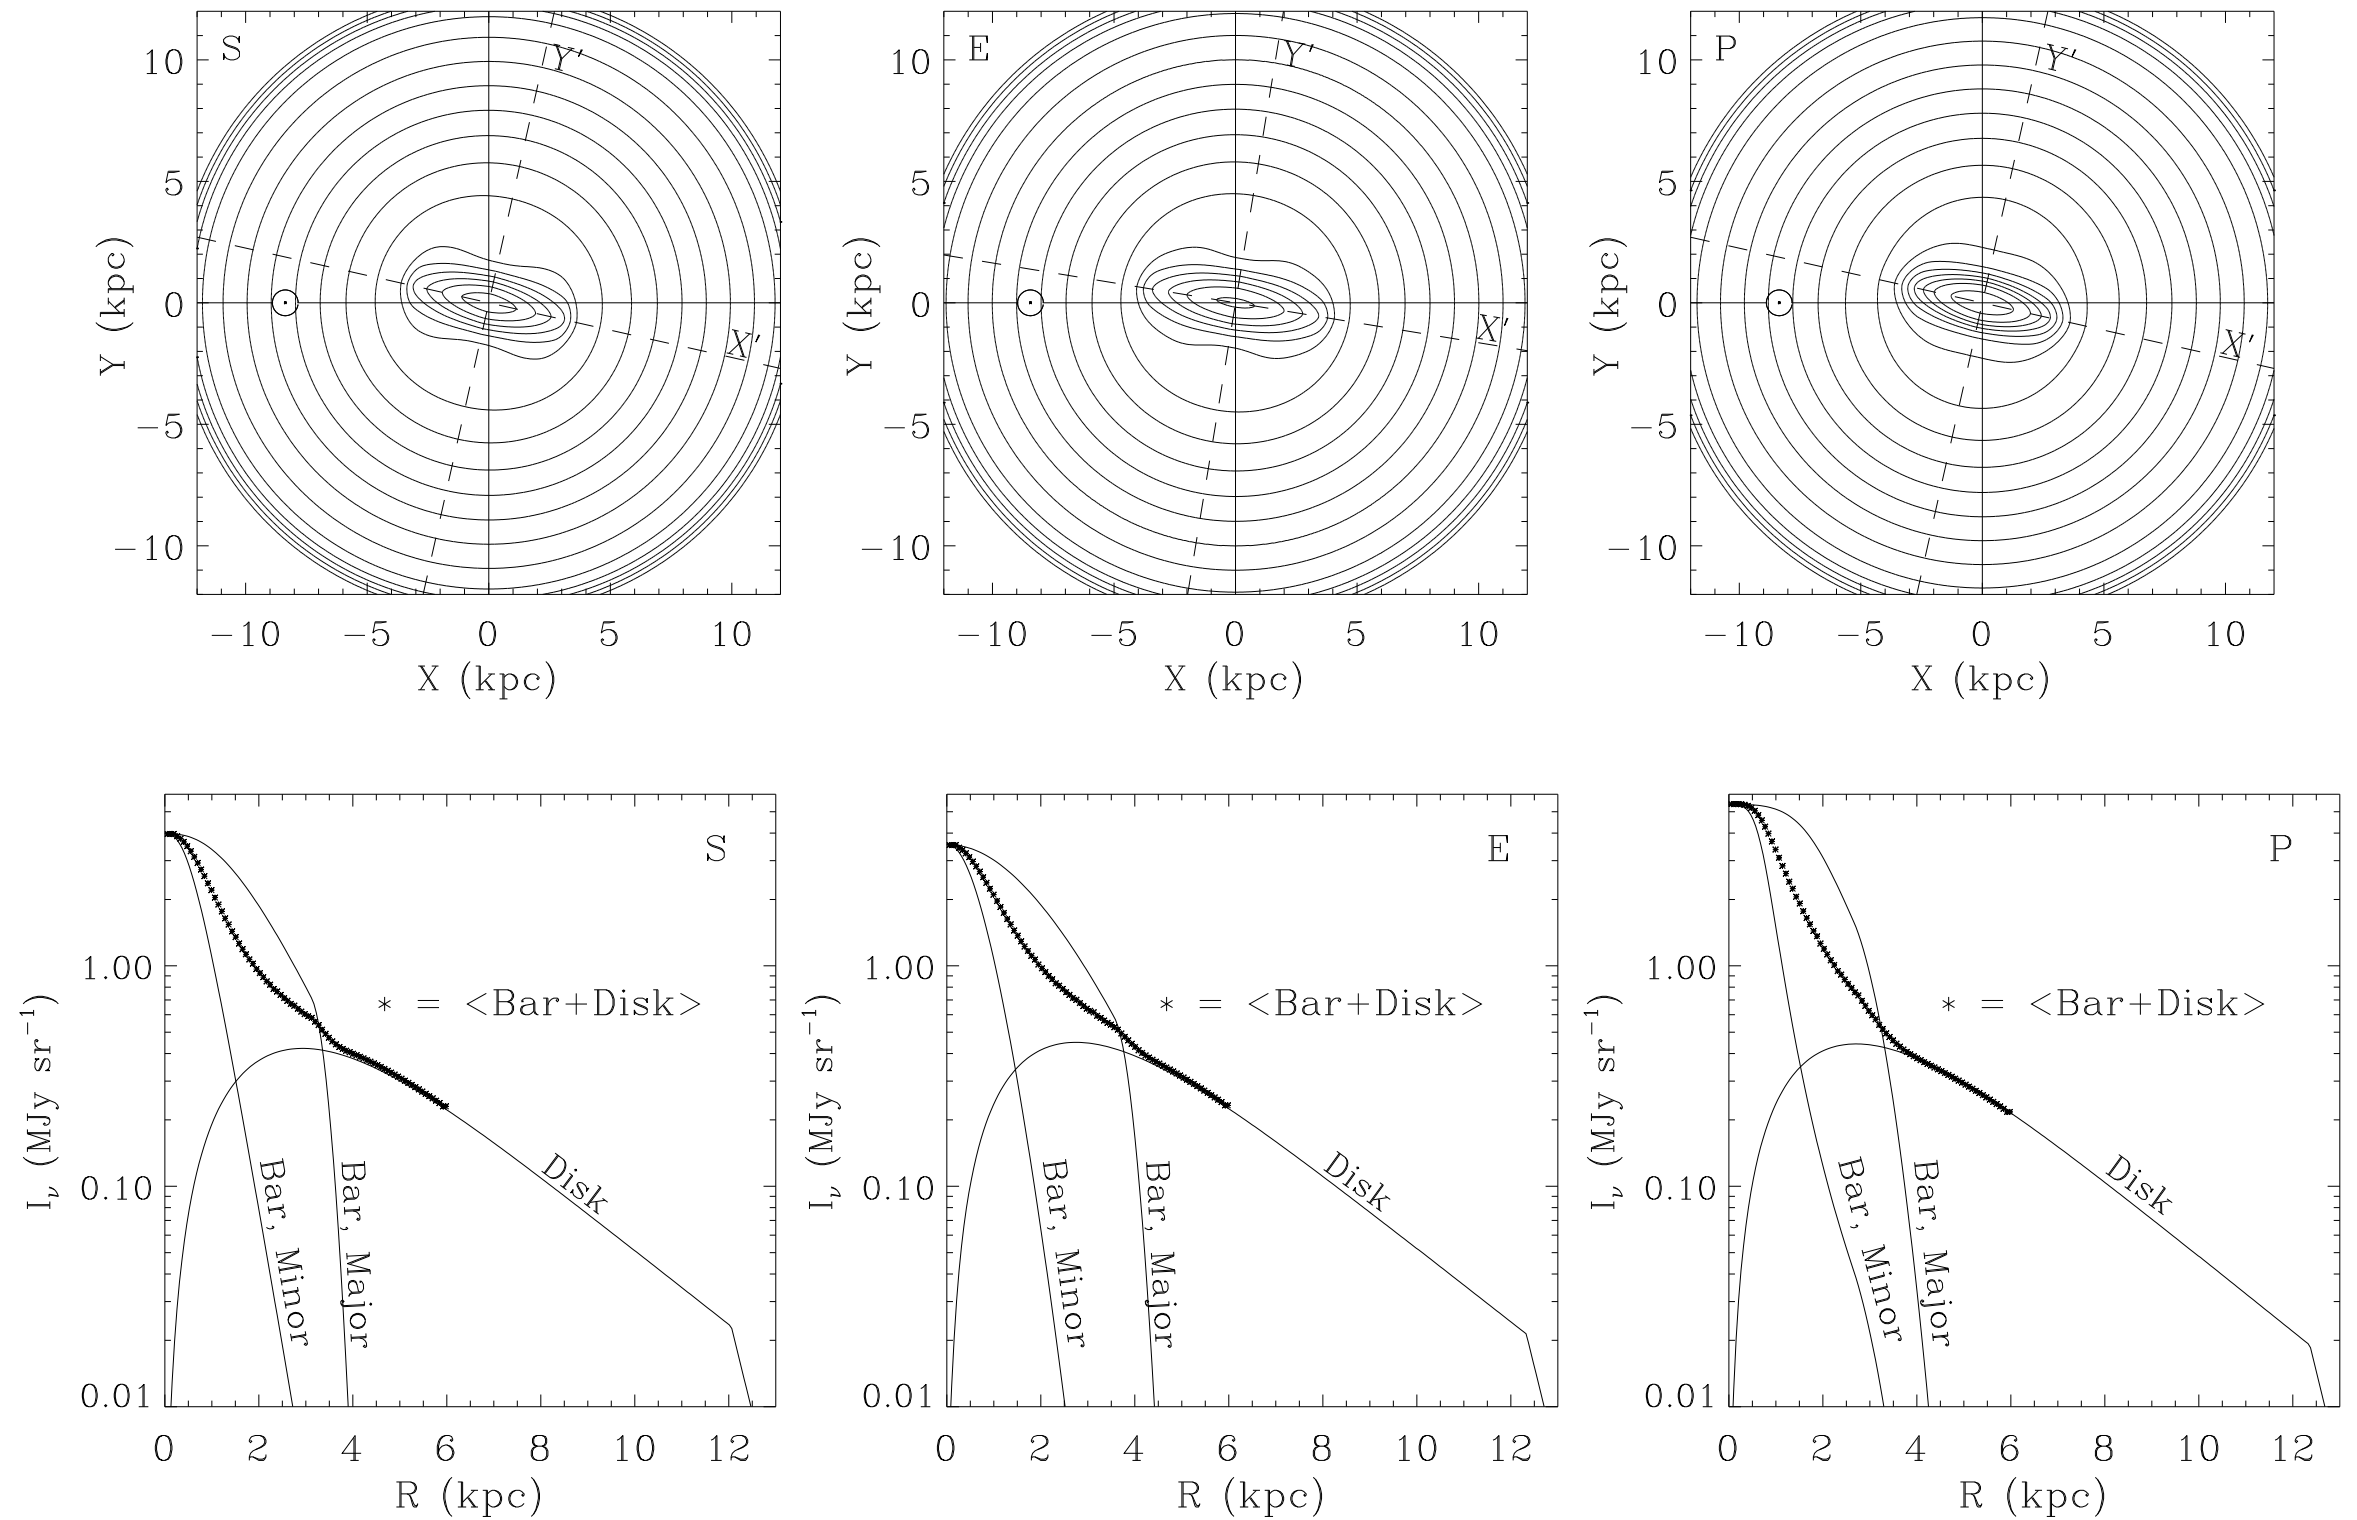 S
Y'
X'
10
5
0
−5
−10
Y (kpc)
−10 −5 0 5 10
X (kpc)
E
Y'
X'
10
5
0
−5
−10
Y (kpc)
−10 −5 0 5 10
X (kpc)
P
Y'
X'
10
5
0
−5
−10
Y (kpc)
−10 −5 0 5 10
X (kpc)
S
* = <Bar+Disk>
Bar, Minor
Bar, Major
Disk
1.00
0.10
0.01
I_ν (MJy sr⁻¹)
0 2 4 6 8 10 12
R (kpc)
E
* = <Bar+Disk>
Bar, Minor
Bar, Major
Disk
1.00
0.10
0.01
I_ν (MJy sr⁻¹)
0 2 4 6 8 10 12
R (kpc)
P
* = <Bar+Disk>
Bar, Minor
Bar, Major
Disk
1.00
0.10
0.01
I_ν (MJy sr⁻¹)
0 2 4 6 8 10 12
R (kpc)